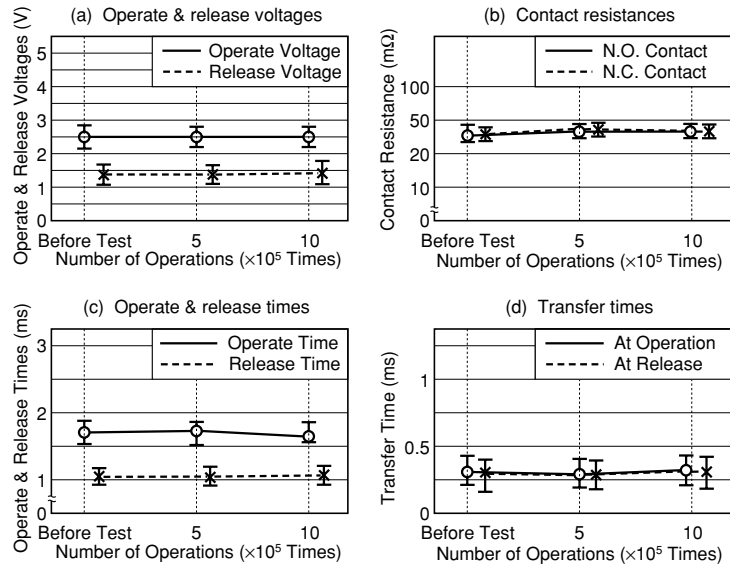 (a) Operate & release voltages
Operate & Release Voltages (V)
5
4
3
2
1
0
Operate Voltage
Release Voltage
Before Test
5
10
Number of Operations (×10⁵ Times)
(b) Contact resistances
Contact Resistance (mΩ)
100
50
20
10
0
N.O. Contact
N.C. Contact
Before Test
5
10
Number of Operations (×10⁵ Times)
(c) Operate & release times
Operate & Release Times (ms)
3
2
1
0
Operate Time
Release Time
Before Test
5
10
Number of Operations (×10⁵ Times)
(d) Transfer times
Transfer Time (ms)
1
0.5
0
At Operation
At Release
Before Test
5
10
Number of Operations (×10⁵ Times)